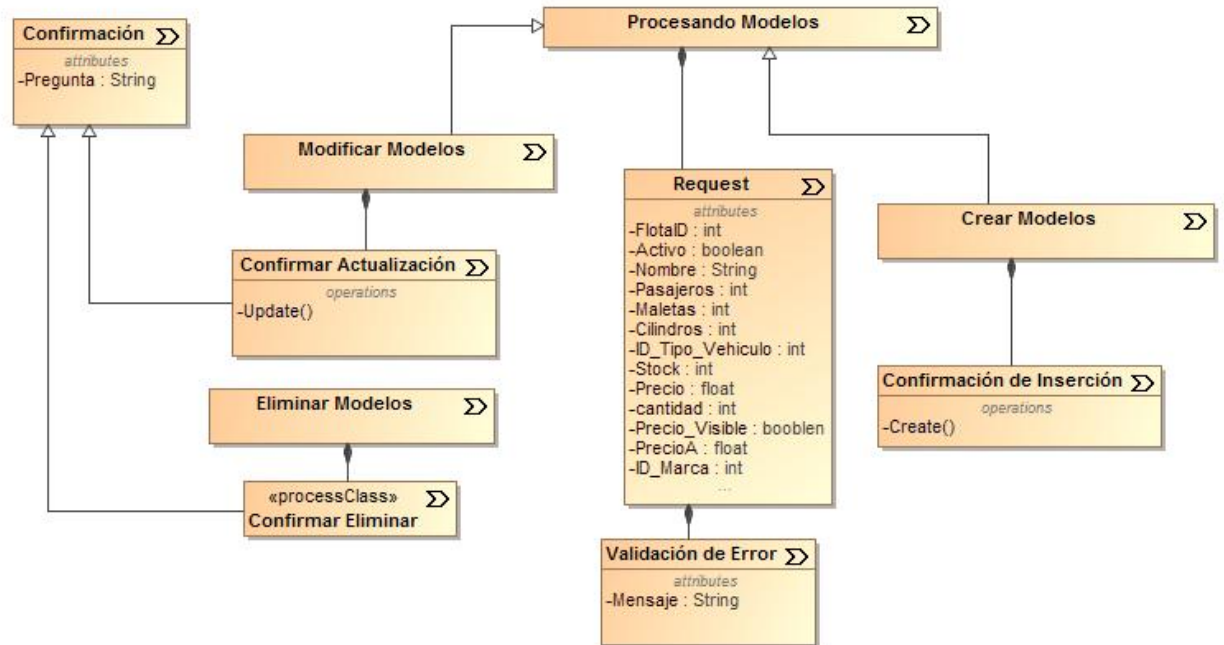 Confirmación
attributes
-Pregunta : String
Procesando Modelos
Modificar Modelos
Confirmar Actualización
operations
-Update()
Eliminar Modelos
«processClass»
Confirmar Eliminar
Request
attributes
-FlotaID : int
-Activo : boolean
-Nombre : String
-Pasajeros : int
-Maletas : int
-Cilindros : int
-ID_Tipo_Vehiculo : int
-Stock : int
-Precio : float
-cantidad : int
-Precio_Visible : booblen
-PrecioA : float
-ID_Marca : int
...
Validación de Error
attributes
-Mensaje : String
Crear Modelos
Confirmación de Inserción
operations
-Create()